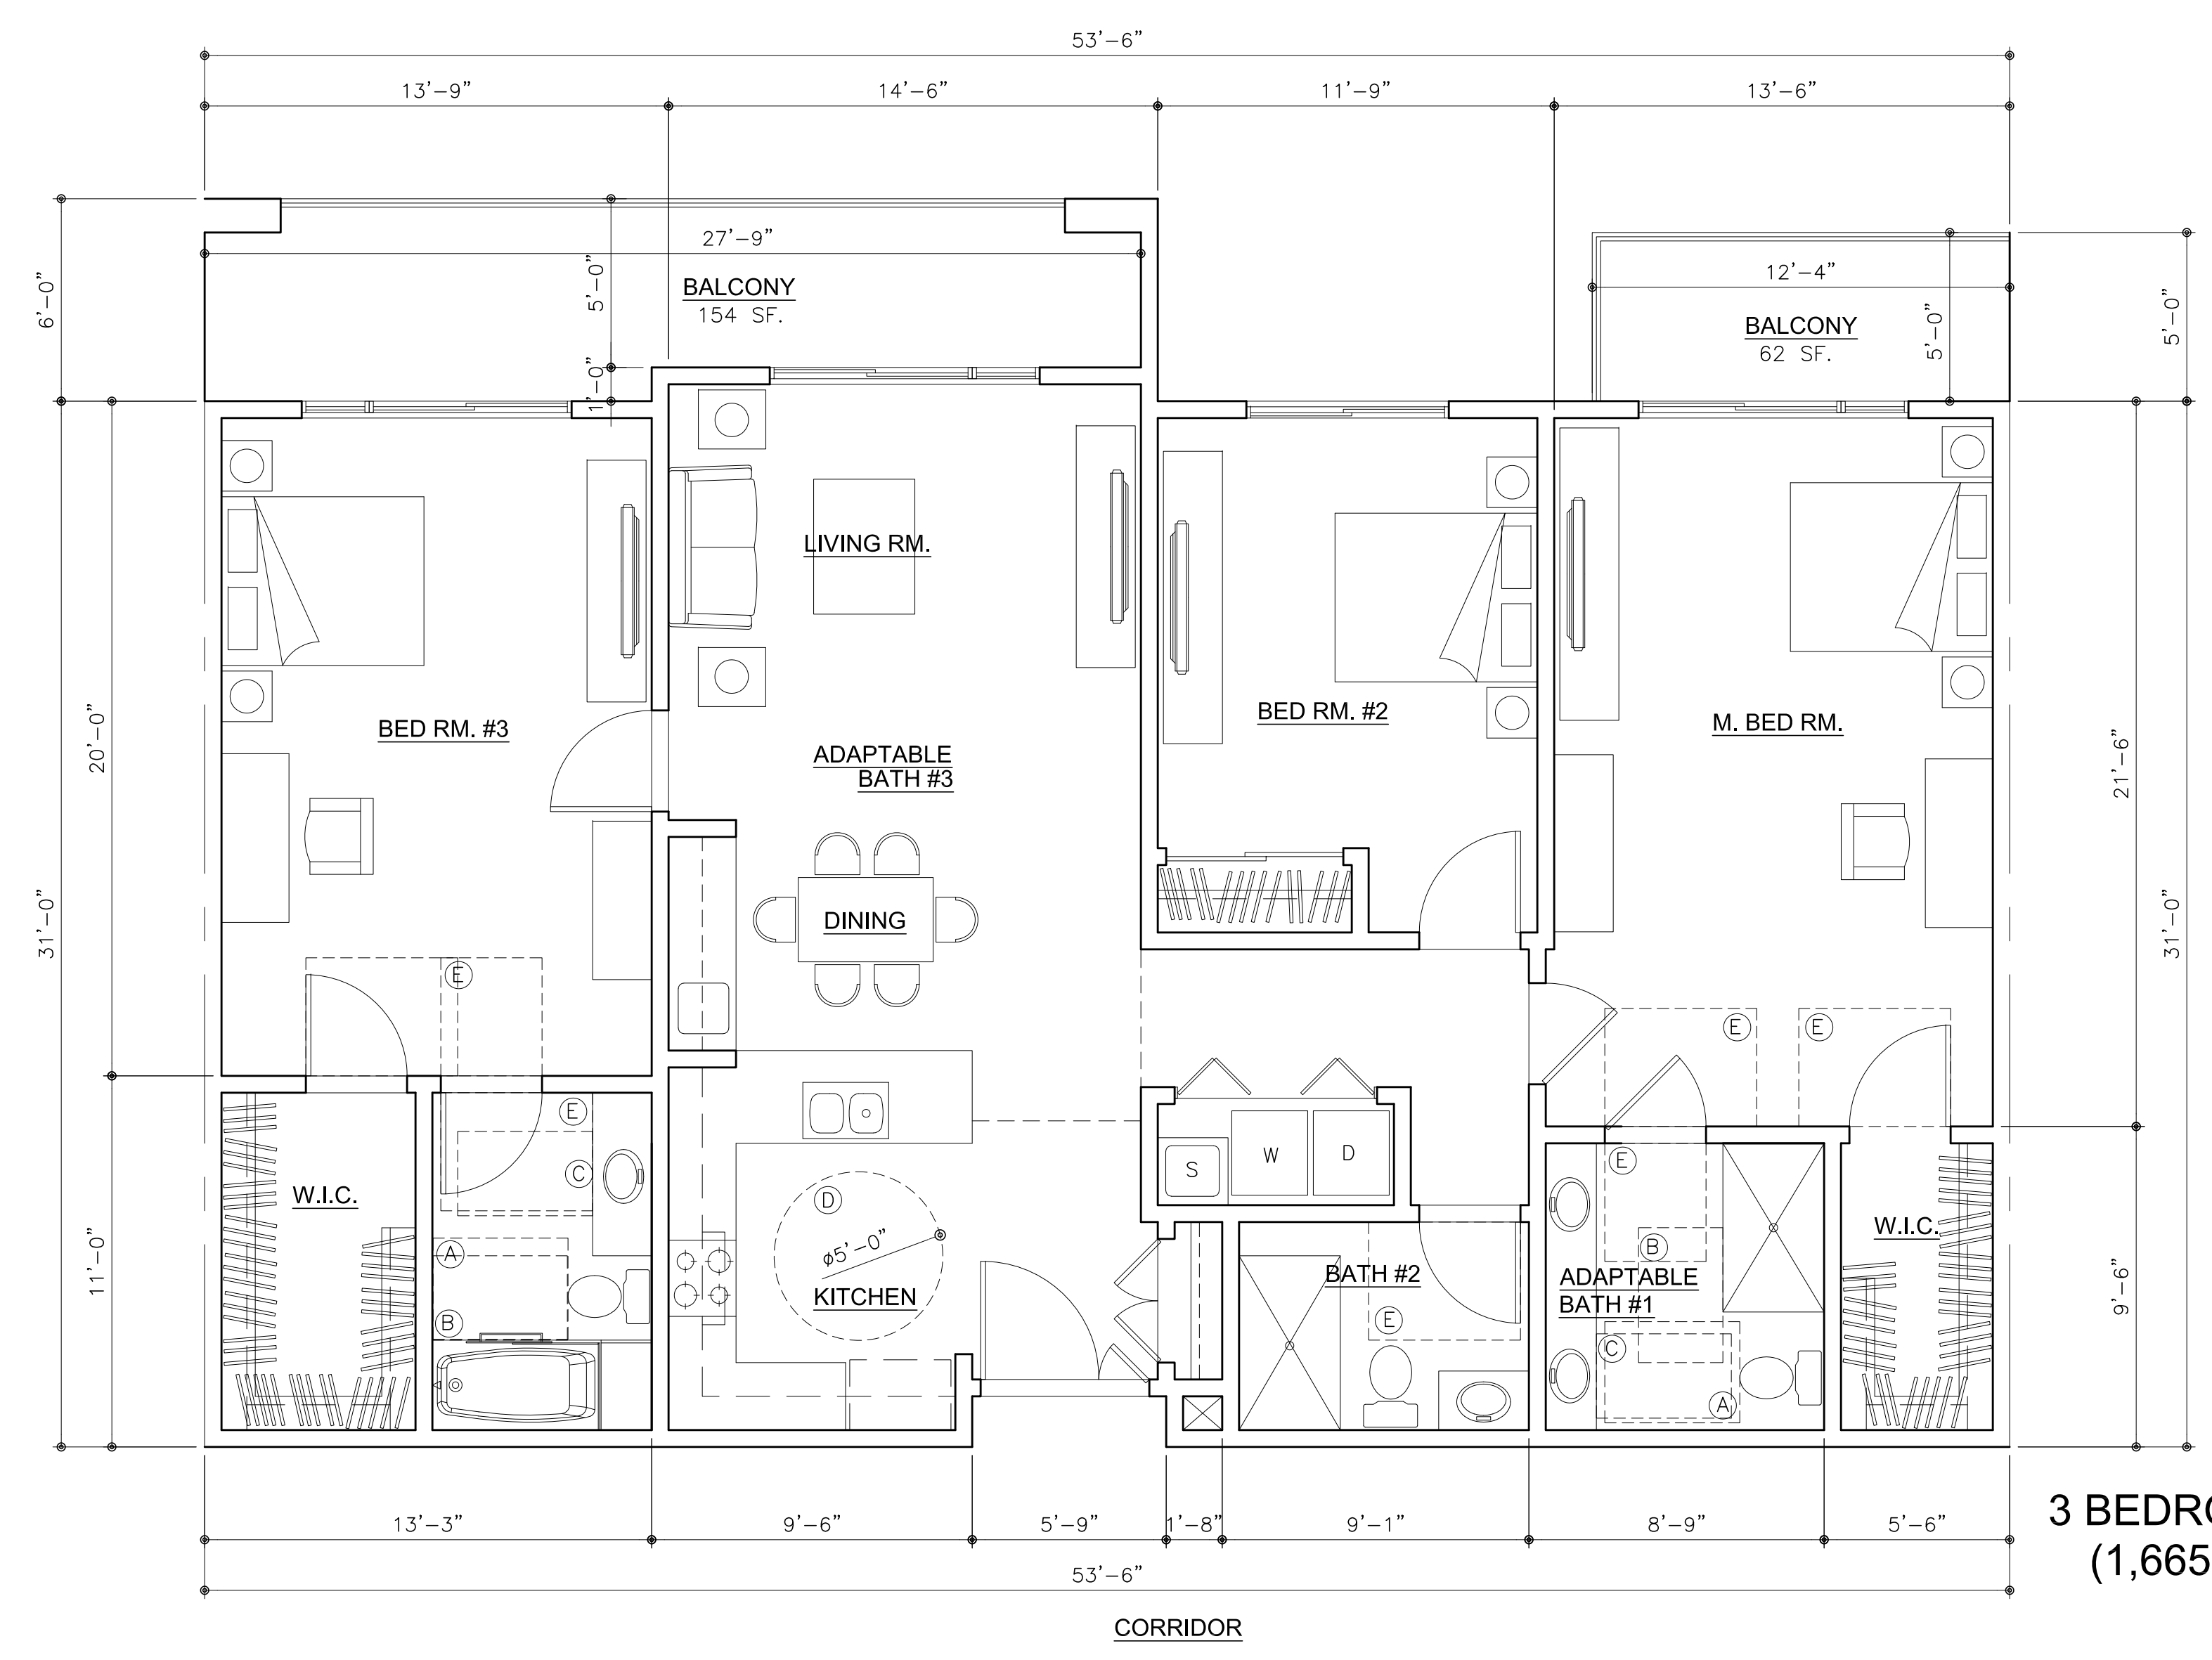 53'-6"
13'-9"
14'-6"
11'-9"
13'-6"
27'-9"
12'-4"
6'-0"
5'-0"
BALCONY
154 SF.
BALCONY
62 SF.
5'-0"
5'-0"
1'-0"
LIVING RM.
BED RM. #3
BED RM. #2
M. BED RM.
ADAPTABLE
BATH #3
20'-0"
21'-6"
31'-0"
31'-0"
DINING
E
E
E
E
C
W.I.C.
A
B
D
ø5'-0"
KITCHEN
S
W
D
BATH #2
E
E
B
ADAPTABLE
BATH #1
C
A
W.I.C.
11'-0"
9'-6"
13'-3"
9'-6"
5'-9"
1'-8"
9'-1"
8'-9"
5'-6"
53'-6"
3 BEDRO
(1,665
CORRIDOR